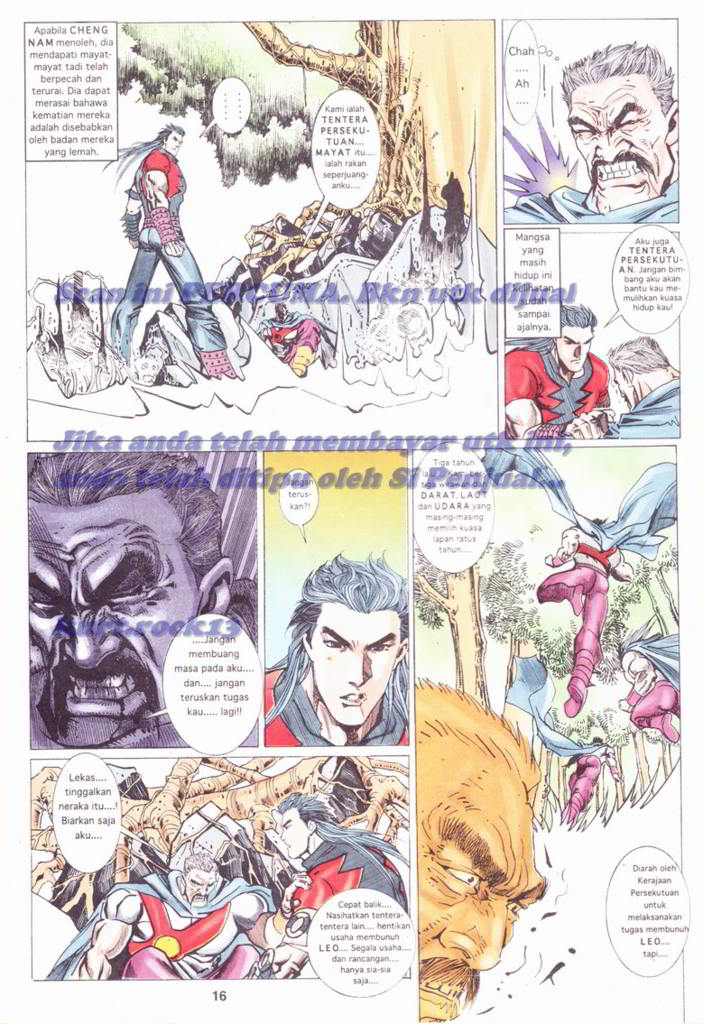 Apabila CHENG
NAM menoleh, dia
mendapati mayat-
mayat tadi telah
berpecah dan
terurai. Dia dapat
merasai bahawa
kematian mereka
adalah disebabkan
oleh badan mereka
yang lemah.
....
....
Kami ialah
TENTERA
PERSEKU-
TUAN....
MAYAT itu....
ialah rakan
seperjuang-
anku....
Chah
....
Ah
....
Mangsa
yang
masih
hidup ini
kelihatan
sudah
sampai
ajalnya.
Aku juga
TENTERA
PERSEKUTU-
AN. Jangan bim-
bang aku akan
bantu kau me-
mulihkan kuasa
hidup kau!
Scan ini PERCUMA. Bkn utk dijual
Jika anda telah membayar utk ini,
anda telah ditipu oleh Si Penjual...
....Jangan
membuang
masa pada aku....
dan.... jangan
teruskan tugas
kau..... lagi!!
Jangan
terus-
kan?!
Tiga tahun
DARAT, LAUT
dan UDARA yang
masing-masing
memilih kuasa
lapan ratus
tahun....
Kurt.rock13
Lekas....
tinggalkan
neraka itu....!
Biarkan saja
aku....
Cepat balik....
Nasihatkan tentera-
tentera lain.... hentikan
usaha membunuh
LEO.... Segala usaha....
dan rancangan....
hanya sia-sia
saja....
Diarah oleh
Kerajaan
Persekutuan
untuk
melaksanakan
tugas membunuh
LEO....
tapi....
16